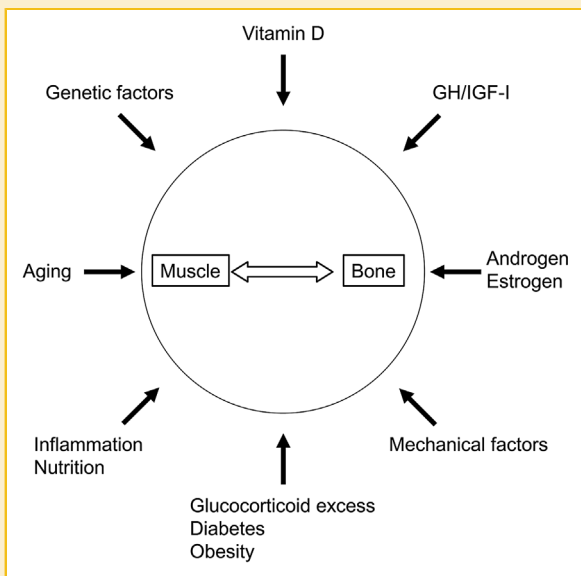 Vitamin D
Genetic factors
GH/IGF-I
Aging
Muscle
Bone
Androgen
Estrogen
Inflammation
Nutrition
Mechanical factors
Glucocorticoid excess
Diabetes
Obesity